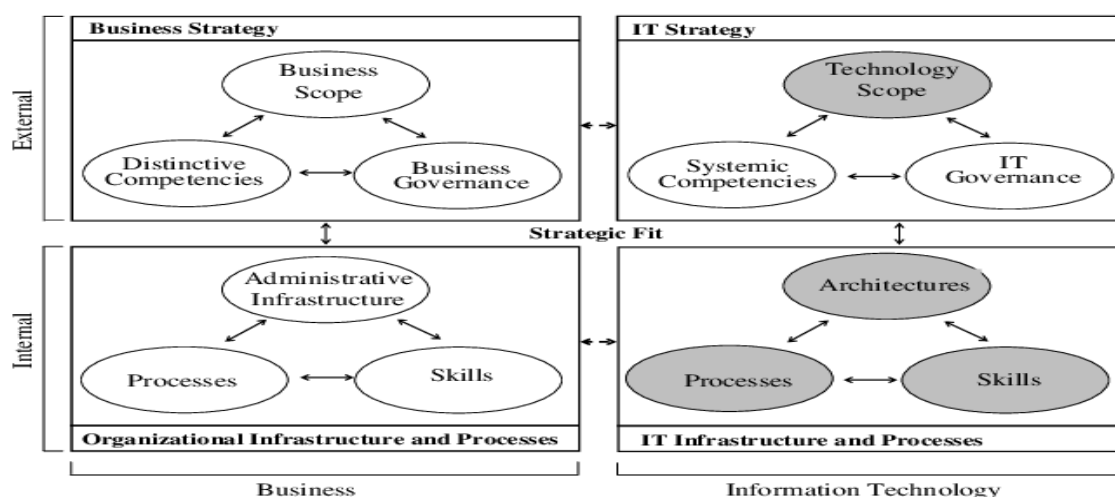 Business Strategy
IT Strategy
External
Business
Scope
Technology
Scope
Distinctive
Competencies
Business
Governance
Systemic
Competencies
IT
Governance
Strategic Fit
Internal
Administrative
Infrastructure
Architectures
Processes
Skills
Processes
Skills
Organizational Infrastructure and Processes
IT Infrastructure and Processes
Business
Information Technology